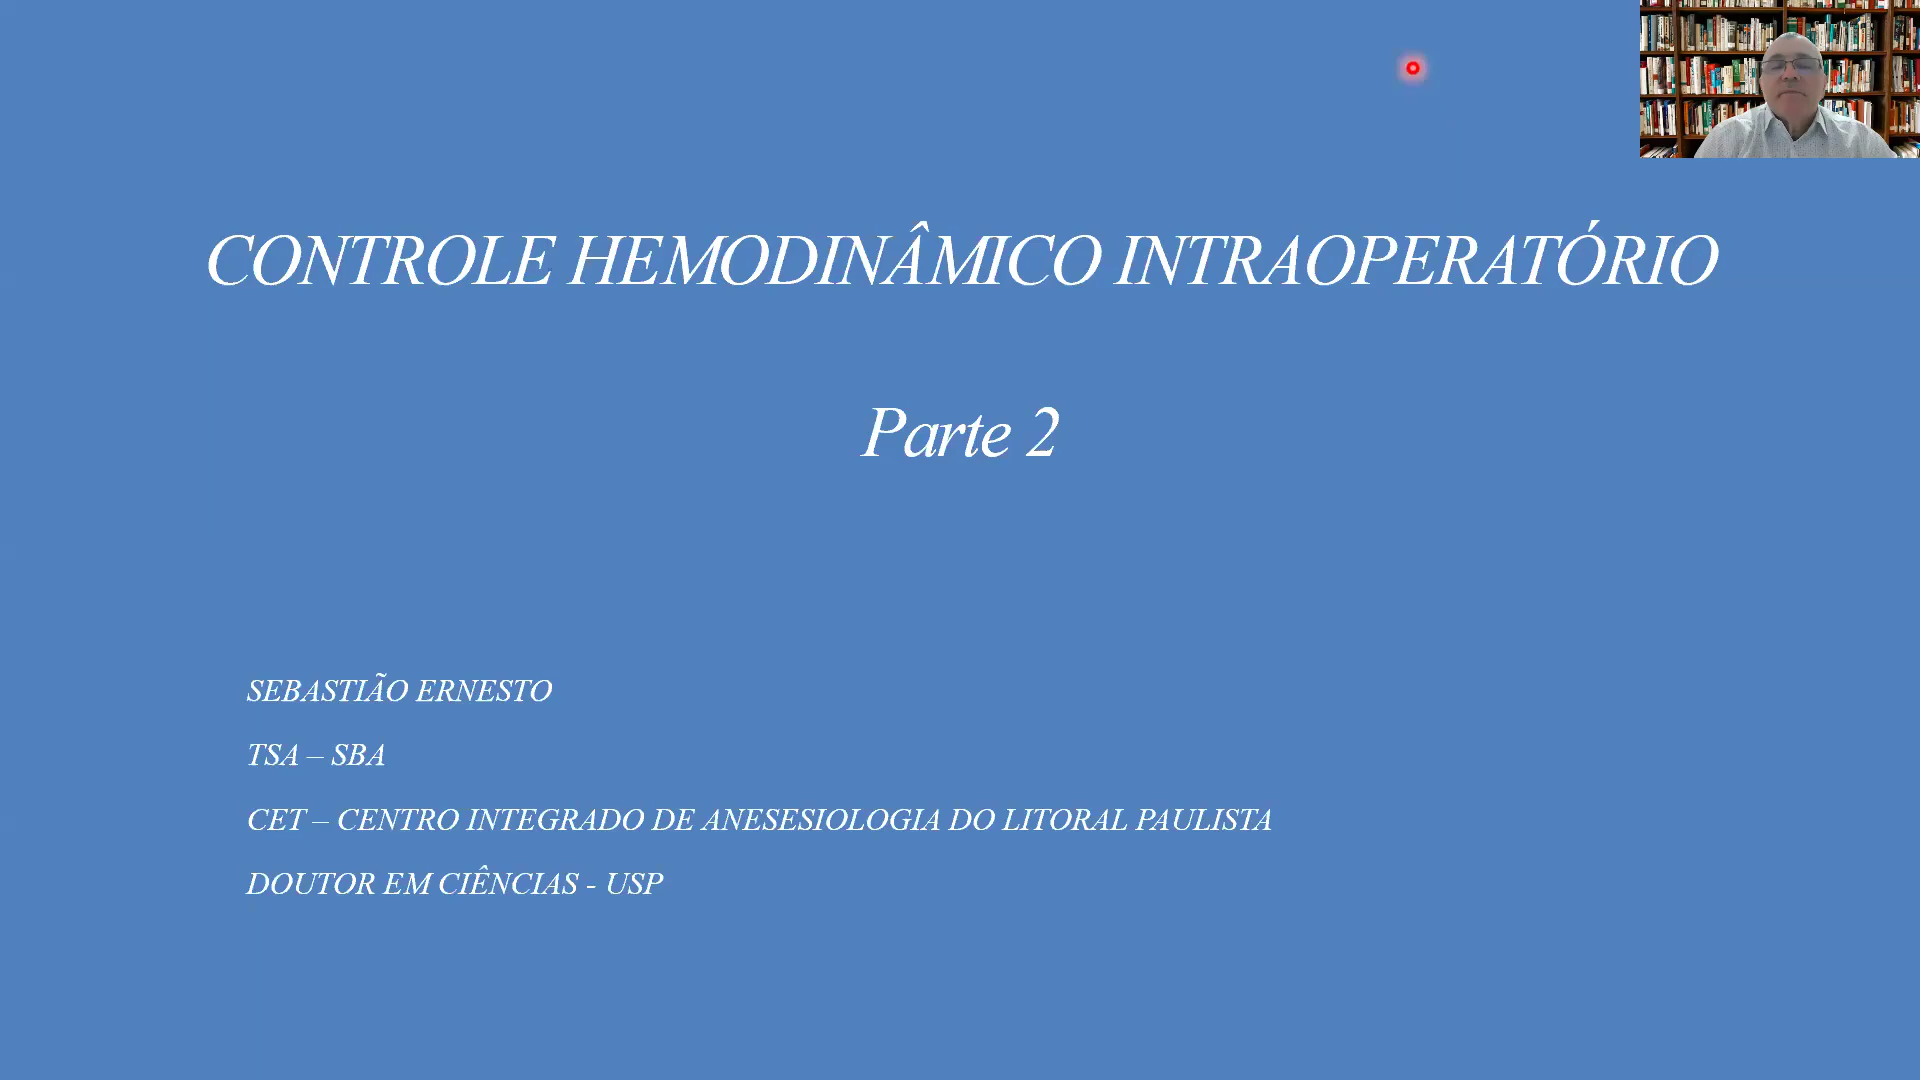 CONTROLE HEMODINÂMICO INTRAOPERATÓRIO
Parte 2
SEBASTIÃO ERNESTO
TSA – SBA
CET – CENTRO INTEGRADO DE ANESESIOLOGIA DO LITORAL PAULISTA
DOUTOR EM CIÊNCIAS - USP